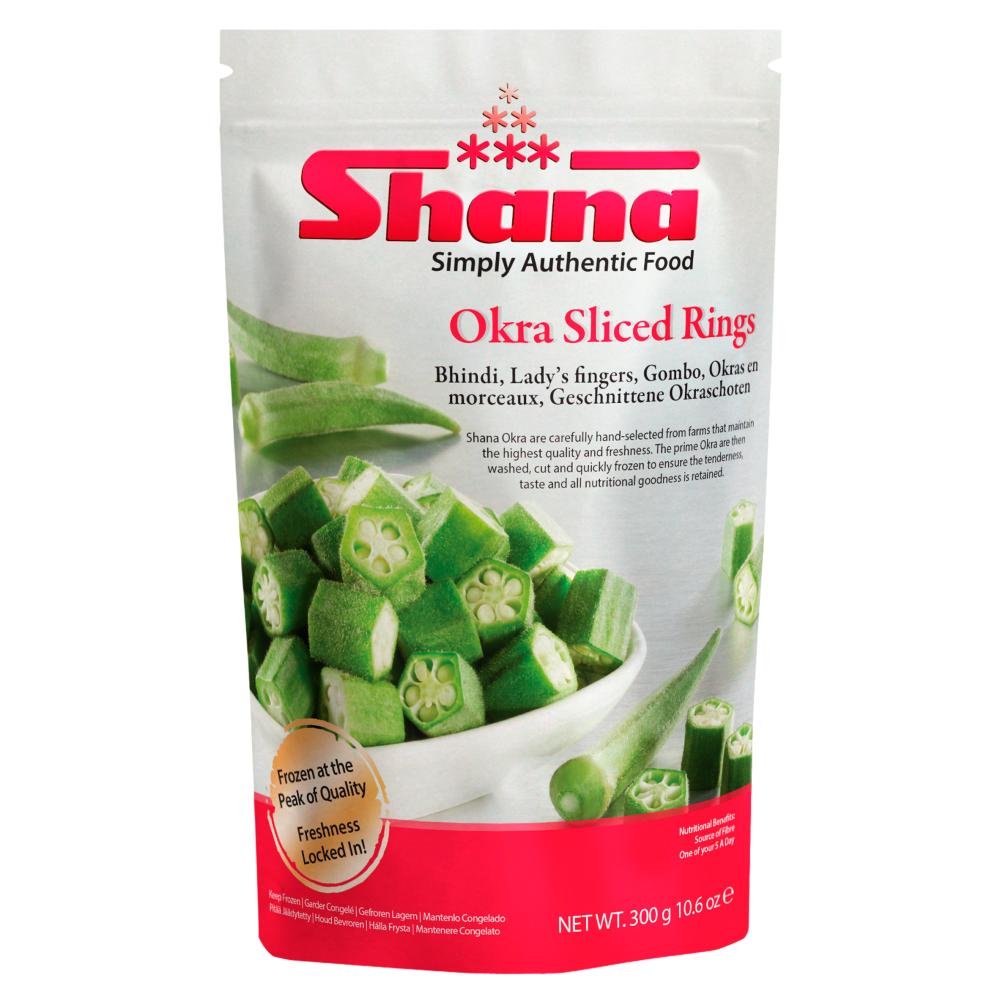 Shana
Simply Authentic Food
Okra Sliced Rings
Bhindi, Lady's fingers, Gombo, Okras en
morceaux, Geschnittene Okraschoten
Shana Okra are carefully hand-selected from farms that maintain
the highest quality and freshness. The prime Okra are then
washed, cut and quickly frozen to ensure the tenderness,
taste and all nutritional goodness is retained.
Frozen at the
Peak of Quality
Freshness
Locked In!
Nutritional Benefits:
Source of Fibre
One of your 5 A Day
Keep Frozen | Garder Congelé | Gefroren Lagern | Mantenlo Congelado
Pitää Jäädytetty | Houd Bevroren | Hålla Frysta | Mantenere Congelato
NET WT. 300 g 10.6 oz ℮